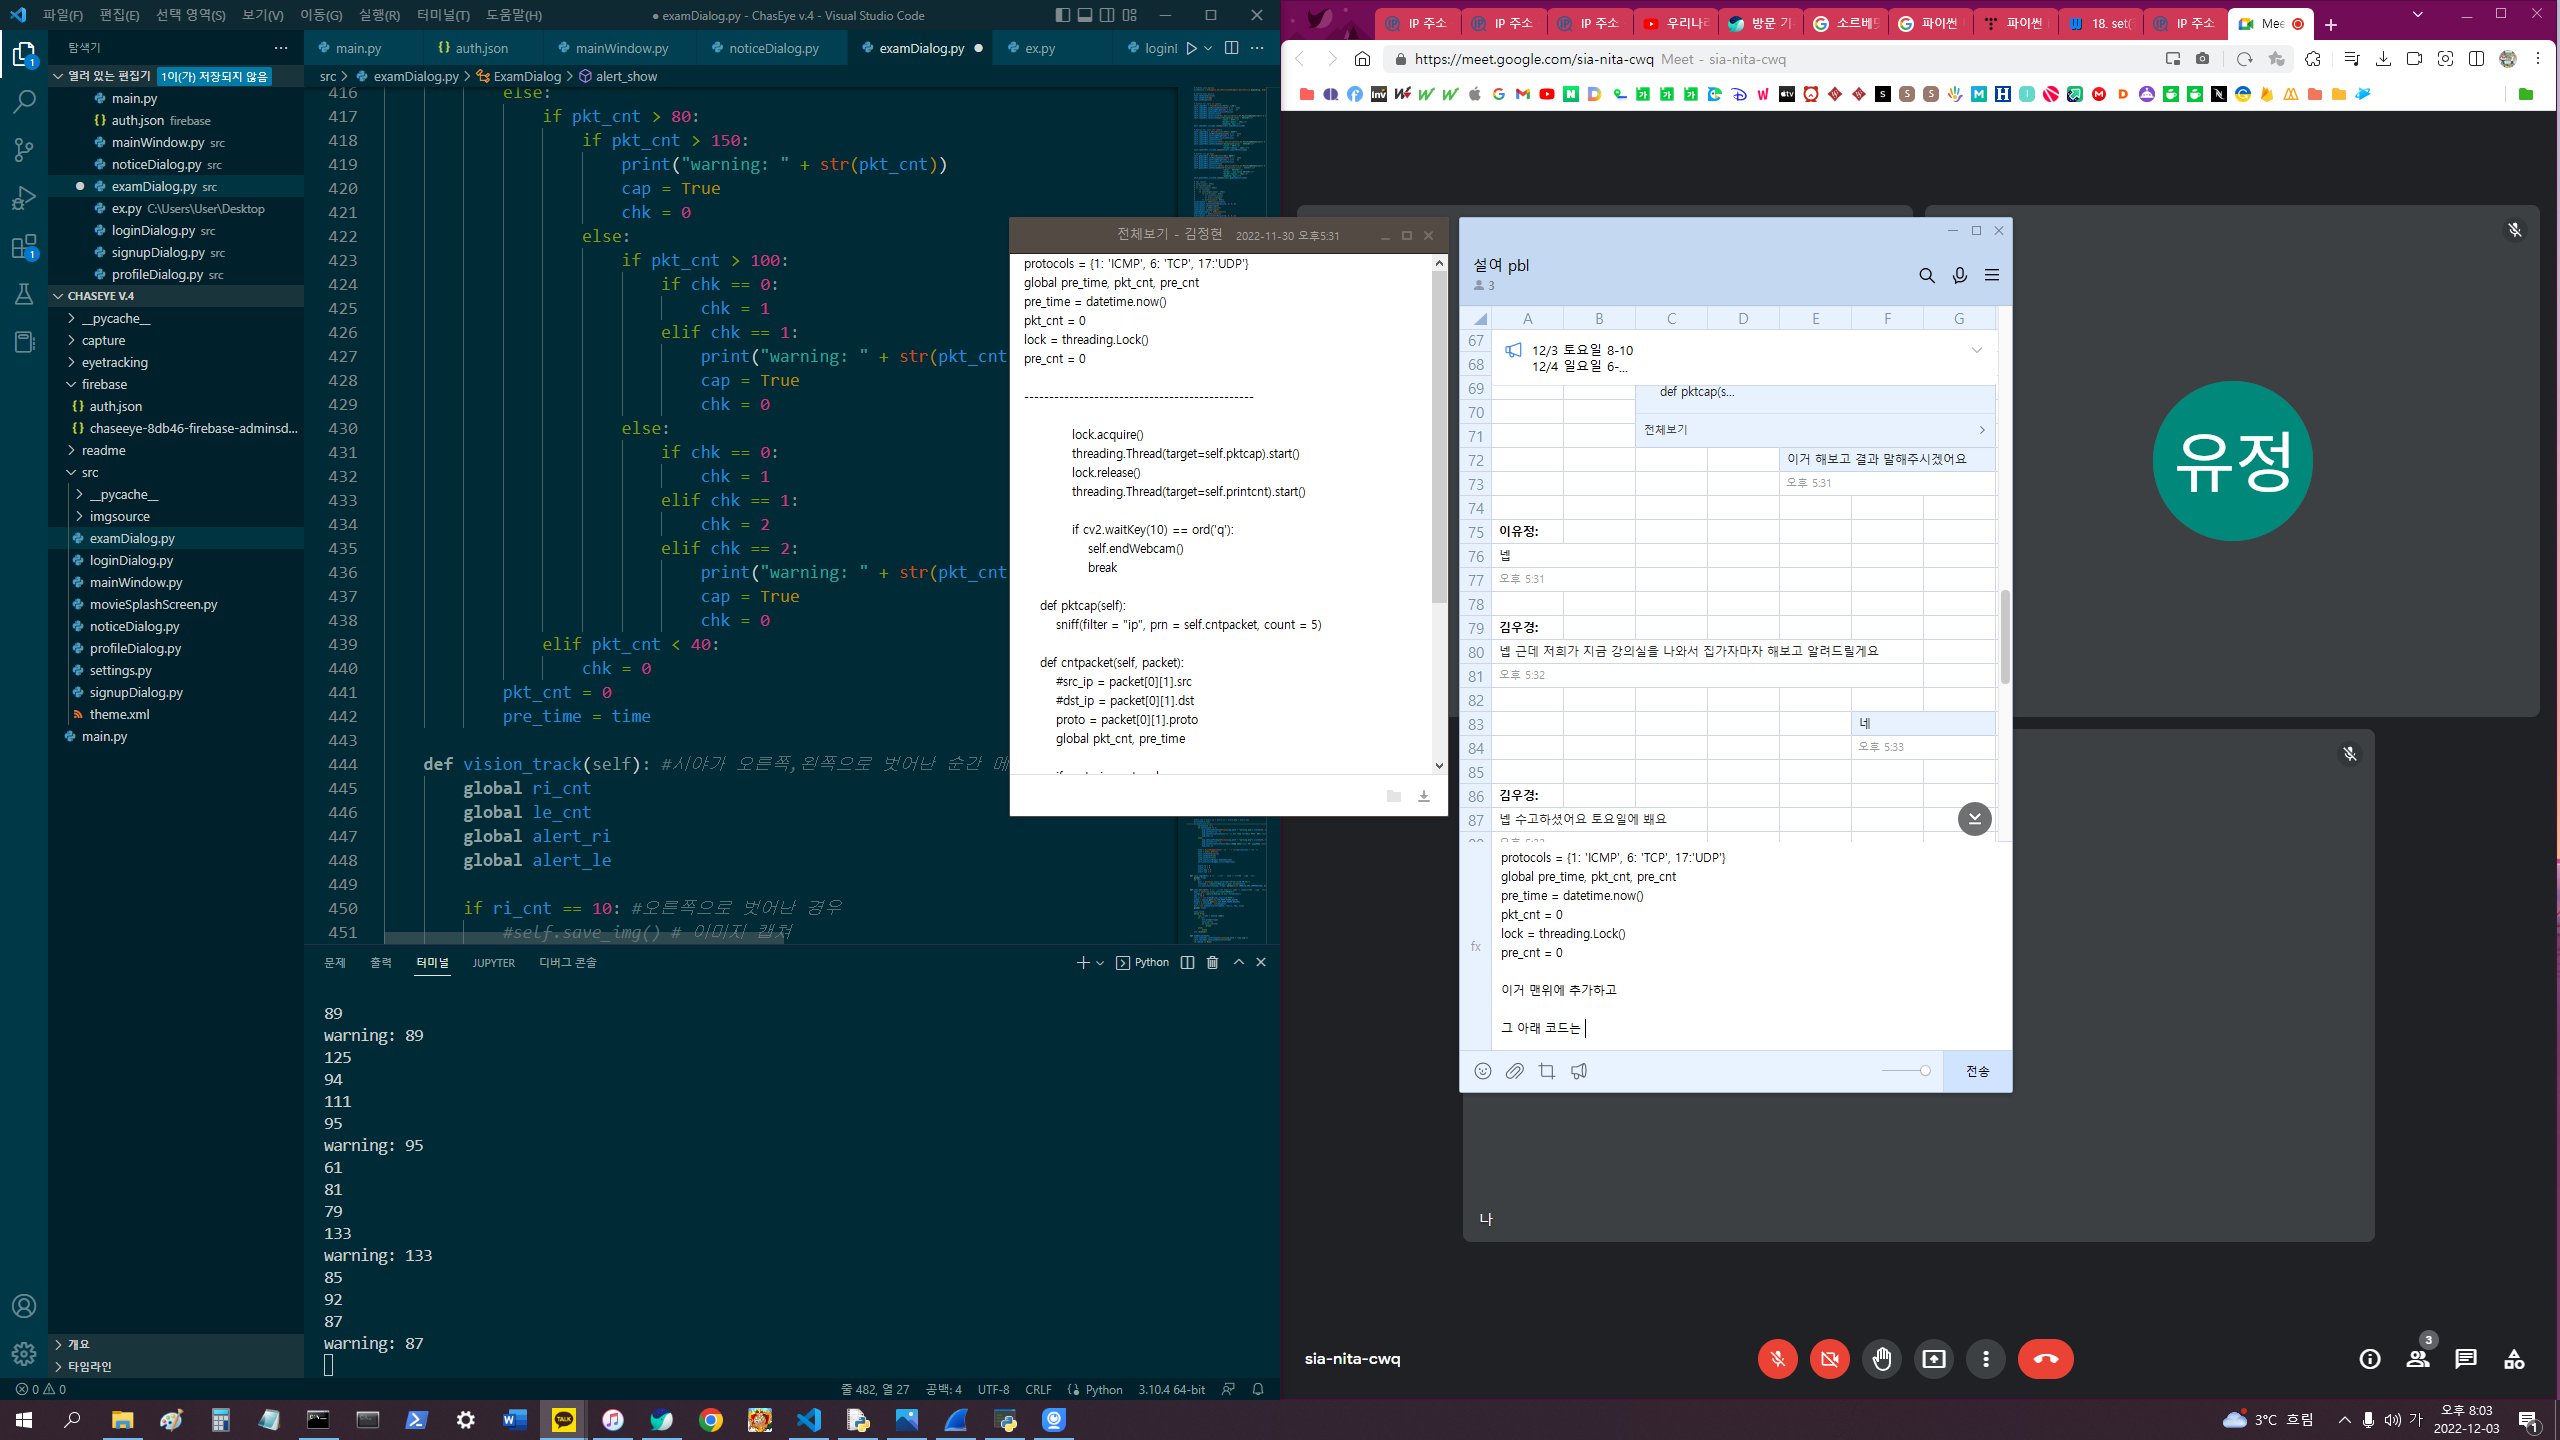 파일(F) 편집(E) 선택 영역(S) 보기(V) 이동(G) 실행(R) 터미널(T) 도움말(H)
● examDialog.py - ChasEye v.4 - Visual Studio Code
탐색기
열려 있는 편집기 1이(가) 저장되지 않음
main.py
auth.json firebase
mainWindow.py src
noticeDialog.py src
examDialog.py src
ex.py C:\Users\User\Desktop
loginDialog.py src
signupDialog.py src
profileDialog.py src
CHASEYE V.4
__pycache__
capture
eyetracking
firebase
auth.json
chaseeye-8db46-firebase-adminsd...
readme
src
__pycache__
imgsource
examDialog.py
loginDialog.py
mainWindow.py
movieSplashScreen.py
noticeDialog.py
profileDialog.py
settings.py
signupDialog.py
theme.xml
main.py
개요
타임라인
main.py auth.json mainWindow.py noticeDialog.py examDialog.py ex.py loginl
src > examDialog.py > ExamDialog > alert_show
416 else:
417 if pkt_cnt > 80:
418 if pkt_cnt > 150:
419 print("warning: " + str(pkt_cnt))
420 cap = True
421 chk = 0
422 else:
423 if pkt_cnt > 100:
424 if chk == 0:
425 chk = 1
426 elif chk == 1:
427 print("warning: " + str(pkt_cnt
428 cap = True
429 chk = 0
430 else:
431 if chk == 0:
432 chk = 1
433 elif chk == 1:
434 chk = 2
435 elif chk == 2:
436 print("warning: " + str(pkt_cnt
437 cap = True
438 chk = 0
439 elif pkt_cnt < 40:
440 chk = 0
441 pkt_cnt = 0
442 pre_time = time
443
444 def vision_track(self): #시야가 오른쪽,왼쪽으로 벗어난 순간 메
445 global ri_cnt
446 global le_cnt
447 global alert_ri
448 global alert_le
449
450 if ri_cnt == 10: #오른쪽으로 벗어난 경우
451 #self.save_img() # 이미지 캡쳐
문제 출력 터미널 JUPYTER 디버그 콘솔
Python
89
warning: 89
125
94
111
95
warning: 95
61
81
79
133
warning: 133
85
92
87
warning: 87
0 0
줄 482, 열 27 공백: 4 UTF-8 CRLF Python 3.10.4 64-bit
전체보기 - 김정현 2022-11-30 오후5:31
protocols = {1: 'ICMP', 6: 'TCP', 17:'UDP'}
global pre_time, pkt_cnt, pre_cnt
pre_time = datetime.now()
pkt_cnt = 0
lock = threading.Lock()
pre_cnt = 0
----------------------------------------------
lock.acquire()
threading.Thread(target=self.pktcap).start()
lock.release()
threading.Thread(target=self.printcnt).start()
if cv2.waitKey(10) == ord('q'):
self.endWebcam()
break
def pktcap(self):
sniff(filter = "ip", prn = self.cntpacket, count = 5)
def cntpacket(self, packet):
#src_ip = packet[0][1].src
#dst_ip = packet[0][1].dst
proto = packet[0][1].proto
global pkt_cnt, pre_time
IP 주소 IP 주소 IP 주소 우리나라 방문 기 소르베 파이썬 파이썬 18. set( IP 주소 Mee
https://meet.google.com/sia-nita-cwq Meet - sia-nita-cwq
설여 pbl
3
A B C D E F G
67
68
69
70
71
72
73
74
75
76
77
78
79
80
81
82
83
84
85
86
87
12/3 토요일 8-10
12/4 일요일 6-...
def pktcap(s...
전체보기
이거 해보고 결과 말해주시겠어요
오후 5:31
이유정:
넵
오후 5:31
김우경:
넵 근데 저희가 지금 강의실을 나와서 집가자마자 해보고 알려드릴게요
오후 5:32
네
오후 5:33
김우경:
넵 수고하셨어요 토요일에 봬요
fx
protocols = {1: 'ICMP', 6: 'TCP', 17:'UDP'}
global pre_time, pkt_cnt, pre_cnt
pre_time = datetime.now()
pkt_cnt = 0
lock = threading.Lock()
pre_cnt = 0
이거 맨위에 추가하고
그 아래 코드는
전송
유정
나
sia-nita-cwq
3
3°C 흐림
가
오후 8:03
2022-12-03
1